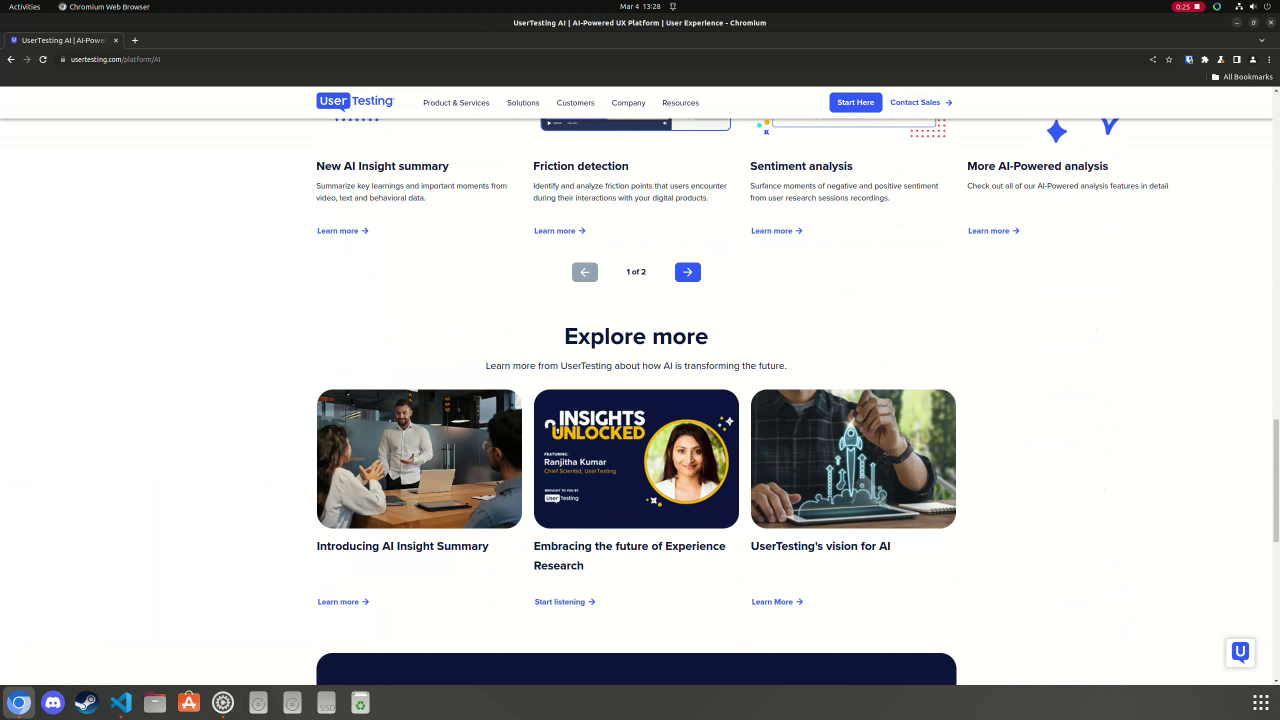 Activities
Chromium Web Browser
Mar 4 13:28
0:25
UserTesting AI | AI-Powered UX Platform | User Experience - Chromium
UserTesting AI | AI-Powe
usertesting.com/platform/AI
All Bookmarks
User Testing
Product & Services
Solutions
Customers
Company
Resources
Start Here
Contact Sales
New AI Insight summary
Summarize key learnings and important moments from
video, text and behavioral data.
Learn more
Friction detection
Identify and analyze friction points that users encounter
during their interactions with your digital products.
Learn more
Sentiment analysis
Surfance moments of negative and positive sentiment
from user research sessions recordings.
Learn more
More AI-Powered analysis
Check out all of our AI-Powered analysis features in detail
Learn more
1 of 2
Explore more
Learn more from UserTesting about how AI is transforming the future.
INSIGHTS
UNLOCKED
FEATURING:
Ranjitha Kumar
Chief Scientist, UserTesting
BROUGHT TO YOU BY
User Testing
Introducing AI Insight Summary
Learn more
Embracing the future of Experience
Research
Start listening
UserTesting's vision for AI
Learn More
U
SSD